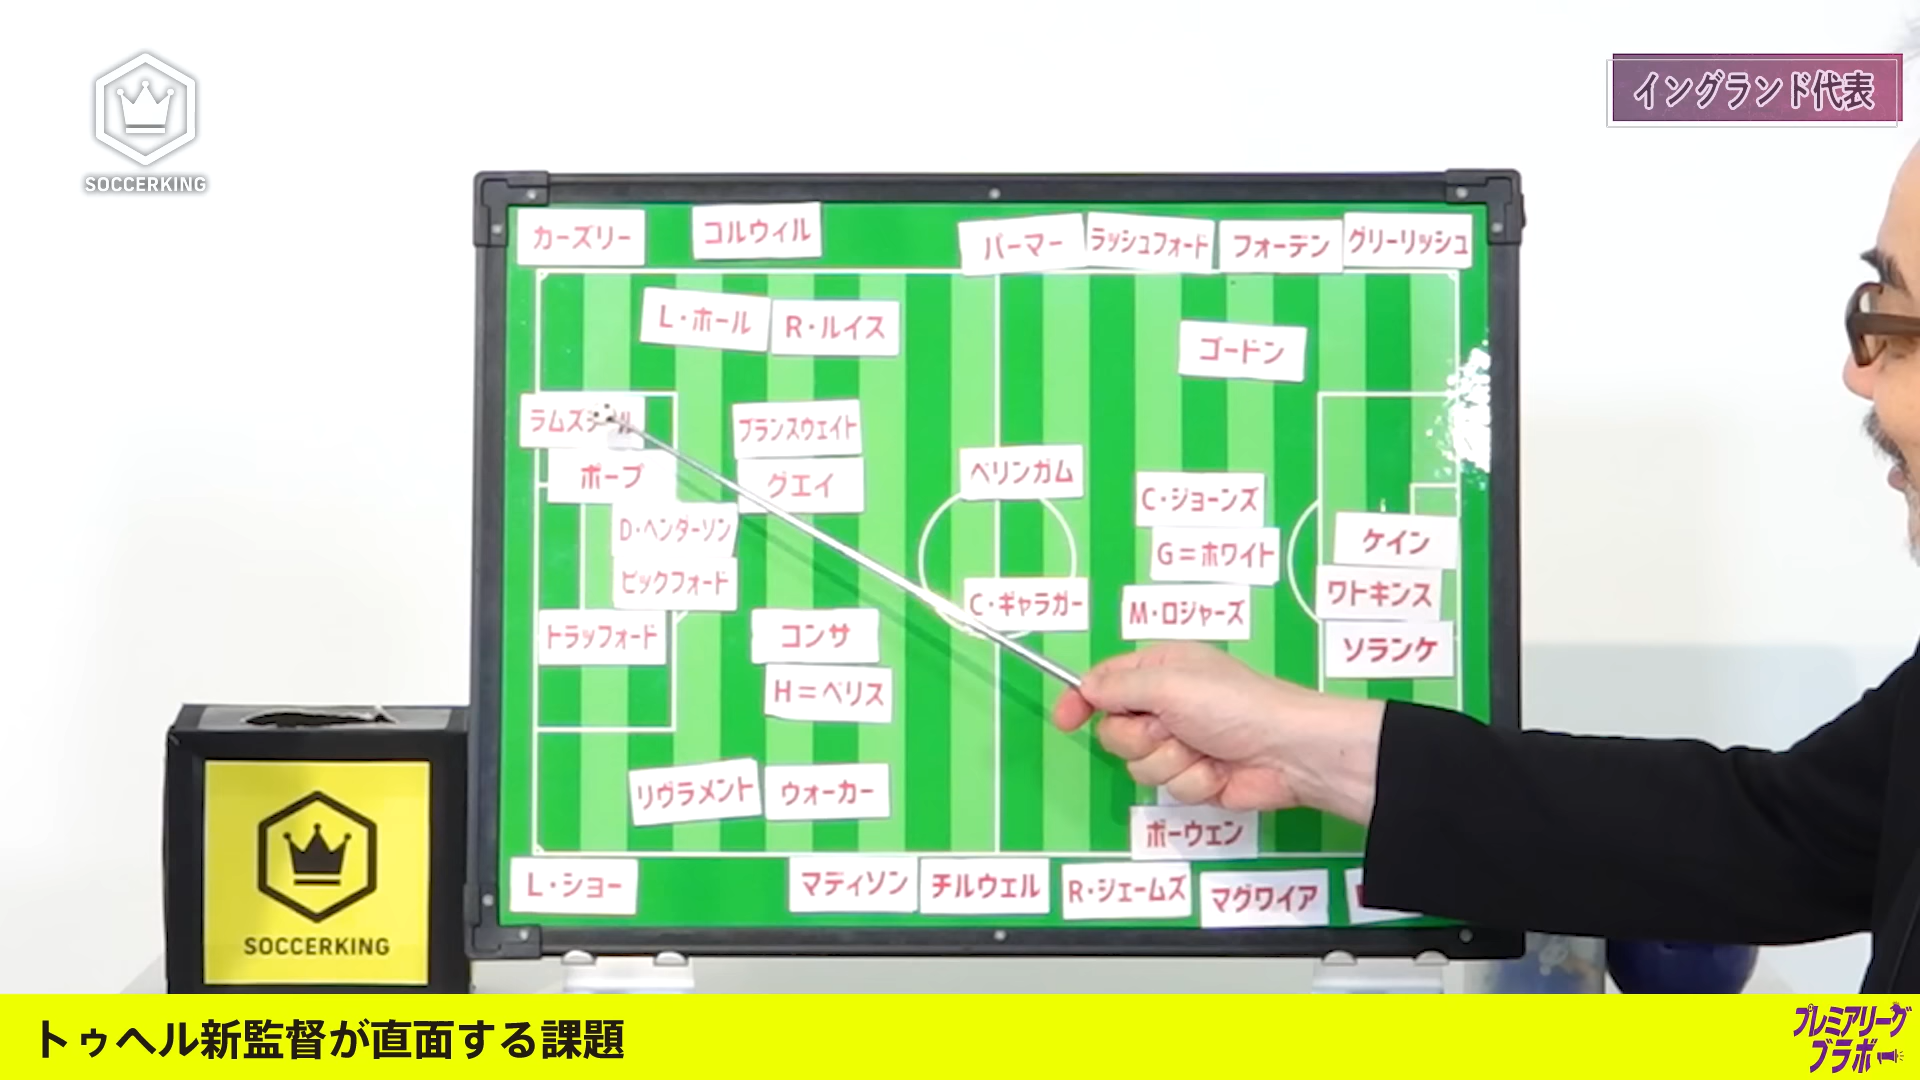 SOCCERKING
イングランド代表
カーズリー
コルウィル
パーマー
ラッシュフォード
フォーデン
グリーリッシュ
L・ホール
R・ルイス
ゴードン
ブランスウェイト
グエイ
ポープ
D・ヘンダーソン
ピックフォード
トラッフォード
コンサ
H=ベリス
ベリンガム
C・ギャラガー
C・ジョーンズ
G=ホワイト
M・ロジャーズ
ケイン
ワトキンス
ソランケ
リヴラメント
ウォーカー
ボーウェン
L・ショー
マディソン
チルウェル
R・ジェームズ
マグワイア
SOCCERKING
トゥヘル新監督が直面する課題
プレミアリーグ
ブラボー